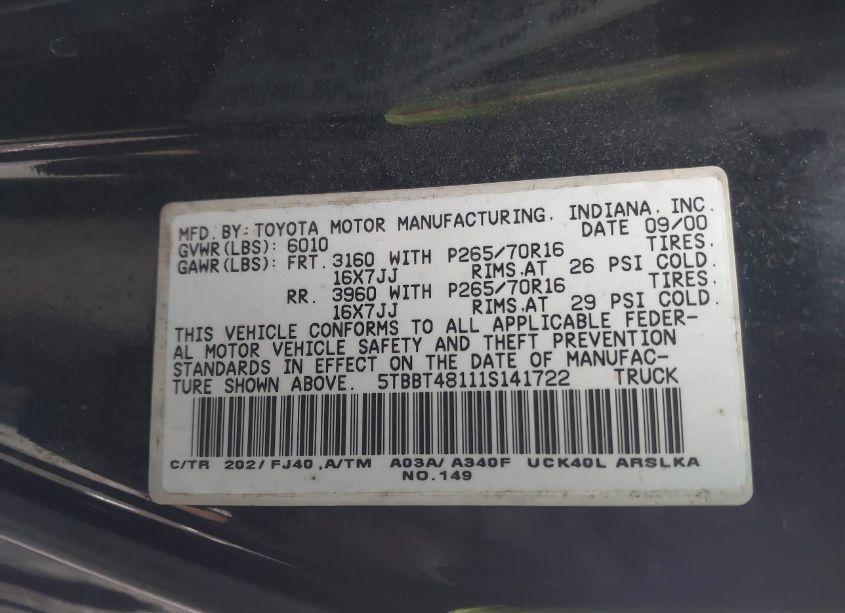 MFD. BY: TOYOTA MOTOR MANUFACTURING, INDIANA, INC.
GVWR(LBS): 6010 DATE 09/00
GAWR(LBS): FRT. 3160 WITH P265/70R16 TIRES.
16X7JJ RIMS.AT 26 PSI COLD.
RR. 3960 WITH P265/70R16 TIRES.
16X7JJ RIMS.AT 29 PSI COLD.
THIS VEHICLE CONFORMS TO ALL APPLICABLE FEDER-
AL MOTOR VEHICLE SAFETY AND THEFT PREVENTION
STANDARDS IN EFFECT ON THE DATE OF MANUFAC-
TURE SHOWN ABOVE. 5TBBT48111S141722 TRUCK
C/TR 202/FJ40 ,A/TM A03A/A340F UCK40L ARSLKA
NO.149